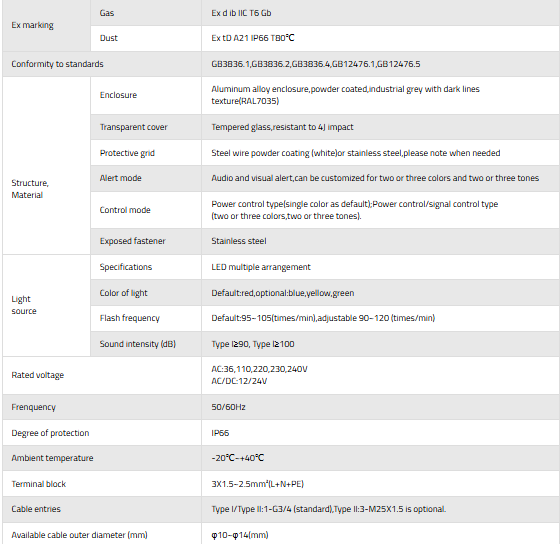 Ex marking
Gas
Ex d ib IIC T6 Gb
Dust
Ex tD A21 IP66 T80℃
Conformity to standards
GB3836.1,GB3836.2,GB3836.4,GB12476.1,GB12476.5
Structure,
Material
Enclosure
Aluminum alloy enclosure,powder coated,industrial grey with dark lines
texture(RAL7035)
Transparent cover
Tempered glass,resistant to 4J impact
Protective grid
Steel wire powder coating (white)or stainless steel,please note when needed
Alert mode
Audio and visual alert,can be customized for two or three colors and two or three tones
Control mode
Power control type(single color as default);Power control/signal control type
(two or three colors,two or three tones).
Exposed fastener
Stainless steel
Light
source
Specifications
LED multiple arrangement
Color of light
Default:red,optional:blue,yellow,green
Flash frequency
Default:95~105(times/min),adjustable 90~120 (times/min)
Sound intensity (dB)
Type I≥90, Type I≥100
Rated voltage
AC:36,110,220,230,240V
AC/DC:12/24V
Frenquency
50/60Hz
Degree of protection
IP66
Ambient temperature
-20℃~+40℃
Terminal block
3X1.5~2.5mm²(L+N+PE)
Cable entries
Type I/Type II:1-G3/4 (standard),Type II:3-M25X1.5 is optional.
Available cable outer diameter (mm)
φ10~φ14(mm)